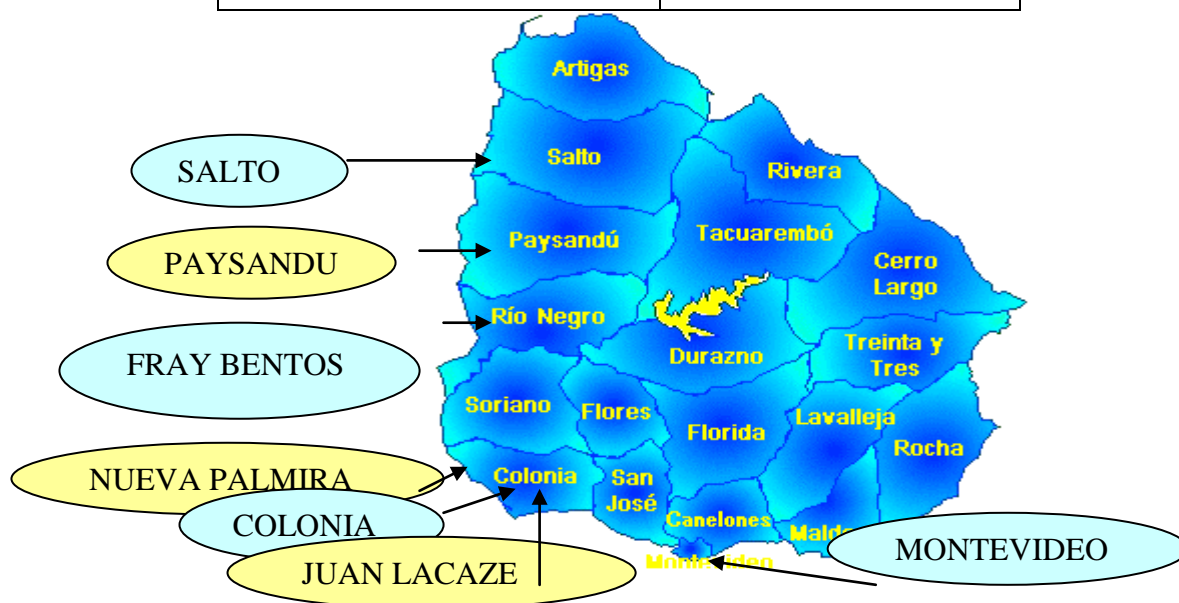 Artigas
SALTO
Salto
Rivera
PAYSANDU
Paysandú
Tacuarembó
Cerro
Largo
FRAY BENTOS
Río Negro
Durazno
Treinta y
Tres
Soriano
Flores
Florida
Lavalleja
Rocha
NUEVA PALMIRA
Colonia
San
José
COLONIA
Canelones
JUAN LACAZE
Montevideo
MONTEVIDEO